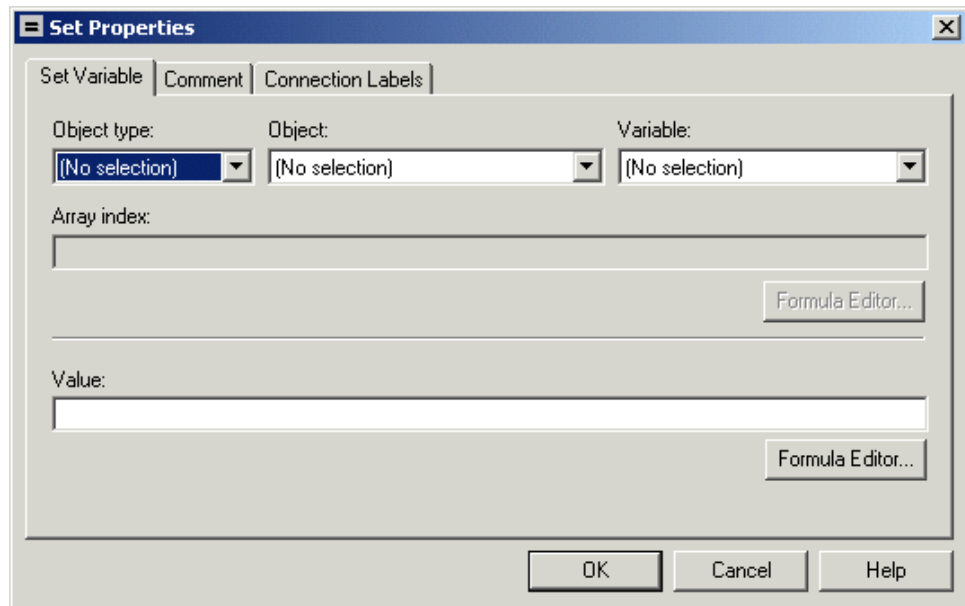 Set Properties
Set Variable Comment Connection Labels
Object type: Object: Variable:
(No selection) (No selection) (No selection)
Array index:
Formula Editor...
Value:
Formula Editor...
OK Cancel Help